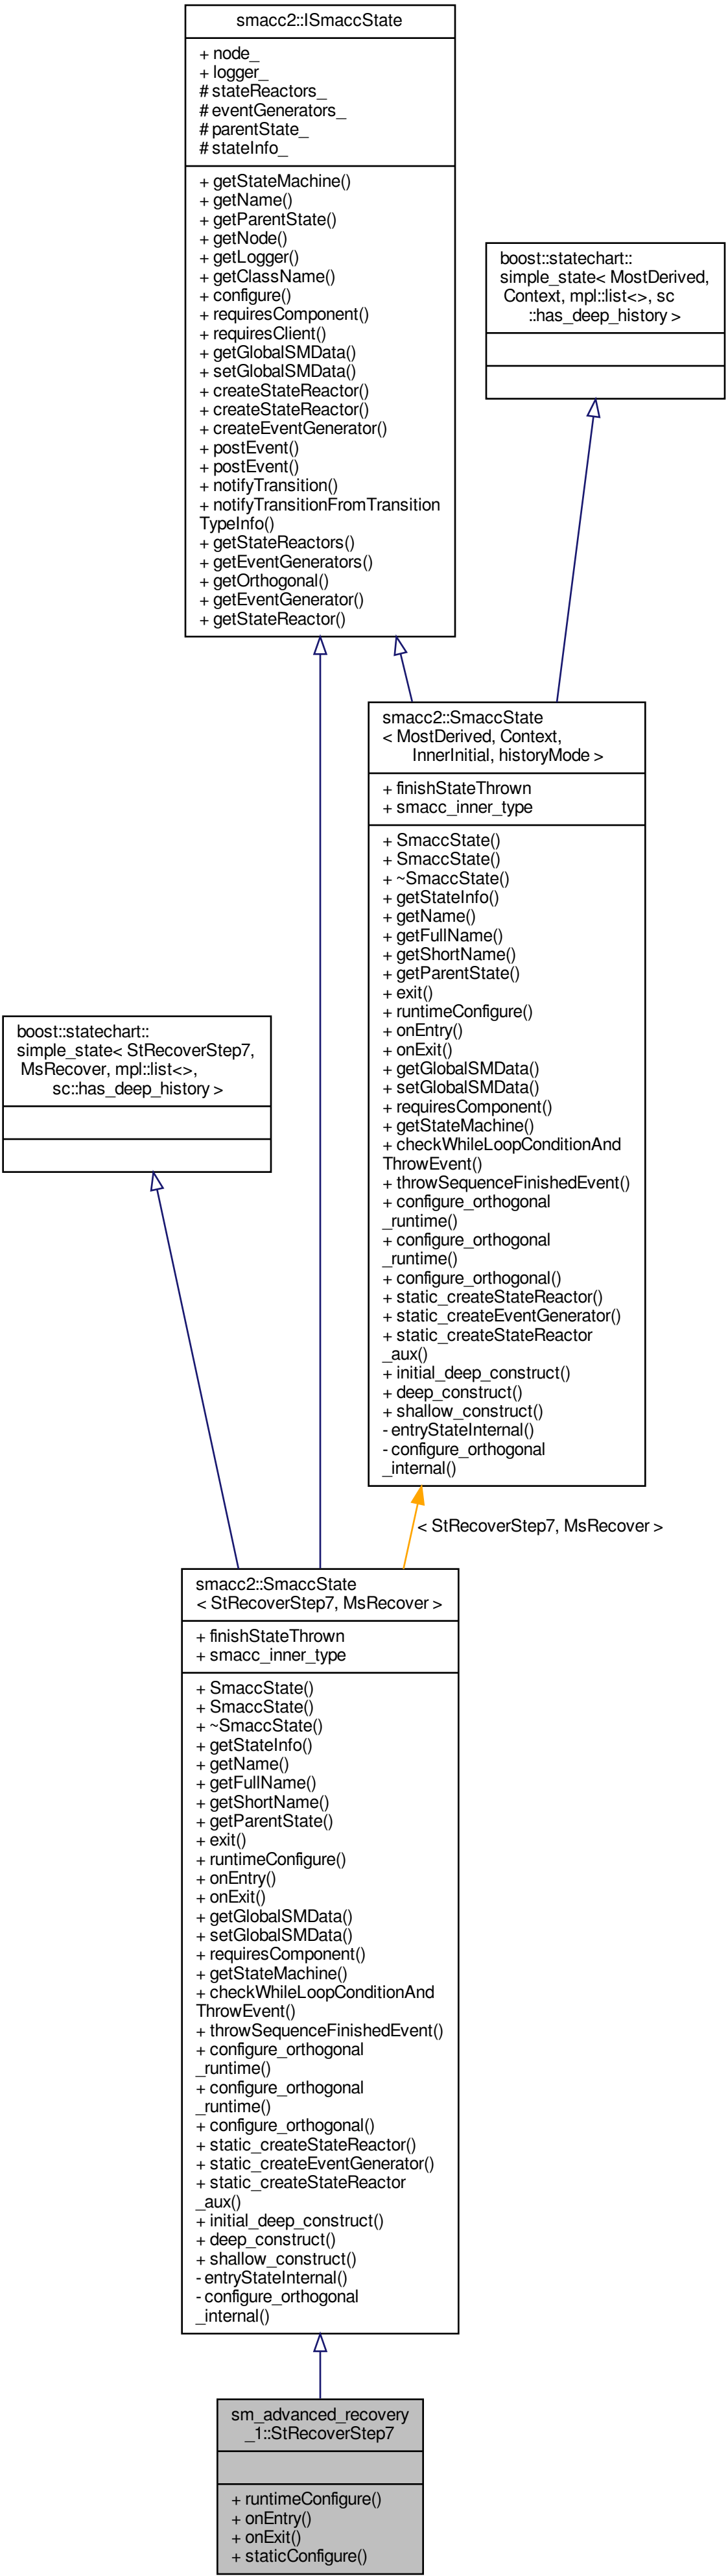 smacc2::ISmaccState
+ node_
+ logger_
# stateReactors_
# eventGenerators_
# parentState_
# stateInfo_
+ getStateMachine()
+ getName()
+ getParentState()
+ getNode()
+ getLogger()
+ getClassName()
+ configure()
+ requiresComponent()
+ requiresClient()
+ getGlobalSMData()
+ setGlobalSMData()
+ createStateReactor()
+ createStateReactor()
+ createEventGenerator()
+ postEvent()
+ postEvent()
+ notifyTransition()
+ notifyTransitionFromTransition
TypeInfo()
+ getStateReactors()
+ getEventGenerators()
+ getOrthogonal()
+ getEventGenerator()
+ getStateReactor()
boost::statechart::
simple_state< MostDerived,
Context, mpl::list<>, sc
::has_deep_history >
smacc2::SmaccState
< MostDerived, Context,
InnerInitial, historyMode >
+ finishStateThrown
+ smacc_inner_type
+ SmaccState()
+ SmaccState()
+ ~SmaccState()
+ getStateInfo()
+ getName()
+ getFullName()
+ getShortName()
+ getParentState()
+ exit()
+ runtimeConfigure()
+ onEntry()
+ onExit()
+ getGlobalSMData()
+ setGlobalSMData()
+ requiresComponent()
+ getStateMachine()
+ checkWhileLoopConditionAnd
ThrowEvent()
+ throwSequenceFinishedEvent()
+ configure_orthogonal
_runtime()
+ configure_orthogonal
_runtime()
+ configure_orthogonal()
+ static_createStateReactor()
+ static_createEventGenerator()
+ static_createStateReactor
_aux()
+ initial_deep_construct()
+ deep_construct()
+ shallow_construct()
- entryStateInternal()
- configure_orthogonal
_internal()
boost::statechart::
simple_state< StRecoverStep7,
MsRecover, mpl::list<>,
sc::has_deep_history >
< StRecoverStep7, MsRecover >
smacc2::SmaccState
< StRecoverStep7, MsRecover >
+ finishStateThrown
+ smacc_inner_type
+ SmaccState()
+ SmaccState()
+ ~SmaccState()
+ getStateInfo()
+ getName()
+ getFullName()
+ getShortName()
+ getParentState()
+ exit()
+ runtimeConfigure()
+ onEntry()
+ onExit()
+ getGlobalSMData()
+ setGlobalSMData()
+ requiresComponent()
+ getStateMachine()
+ checkWhileLoopConditionAnd
ThrowEvent()
+ throwSequenceFinishedEvent()
+ configure_orthogonal
_runtime()
+ configure_orthogonal
_runtime()
+ configure_orthogonal()
+ static_createStateReactor()
+ static_createEventGenerator()
+ static_createStateReactor
_aux()
+ initial_deep_construct()
+ deep_construct()
+ shallow_construct()
- entryStateInternal()
- configure_orthogonal
_internal()
sm_advanced_recovery
_1::StRecoverStep7
+ runtimeConfigure()
+ onEntry()
+ onExit()
+ staticConfigure()